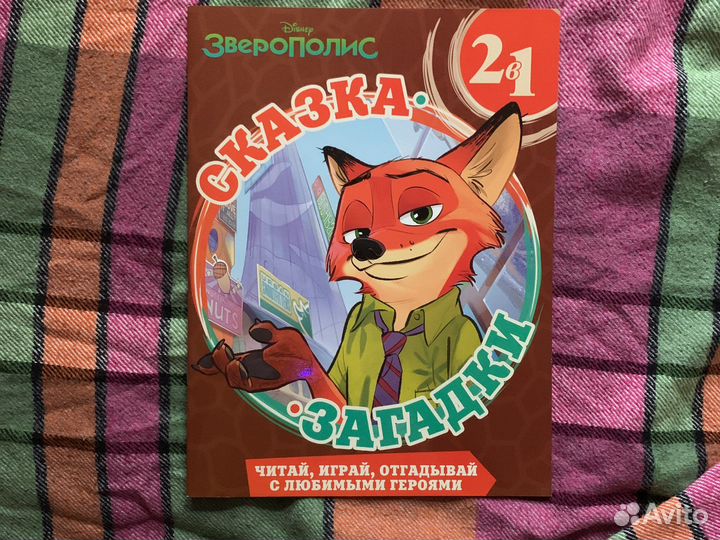 Disney
ЗВЕРОПОЛИС
2в1
СКАЗКА
NUTS
ЗАГАДКИ
ЧИТАЙ, ИГРАЙ, ОТГАДЫВАЙ
С ЛЮБИМЫМИ ГЕРОЯМИ
Avito